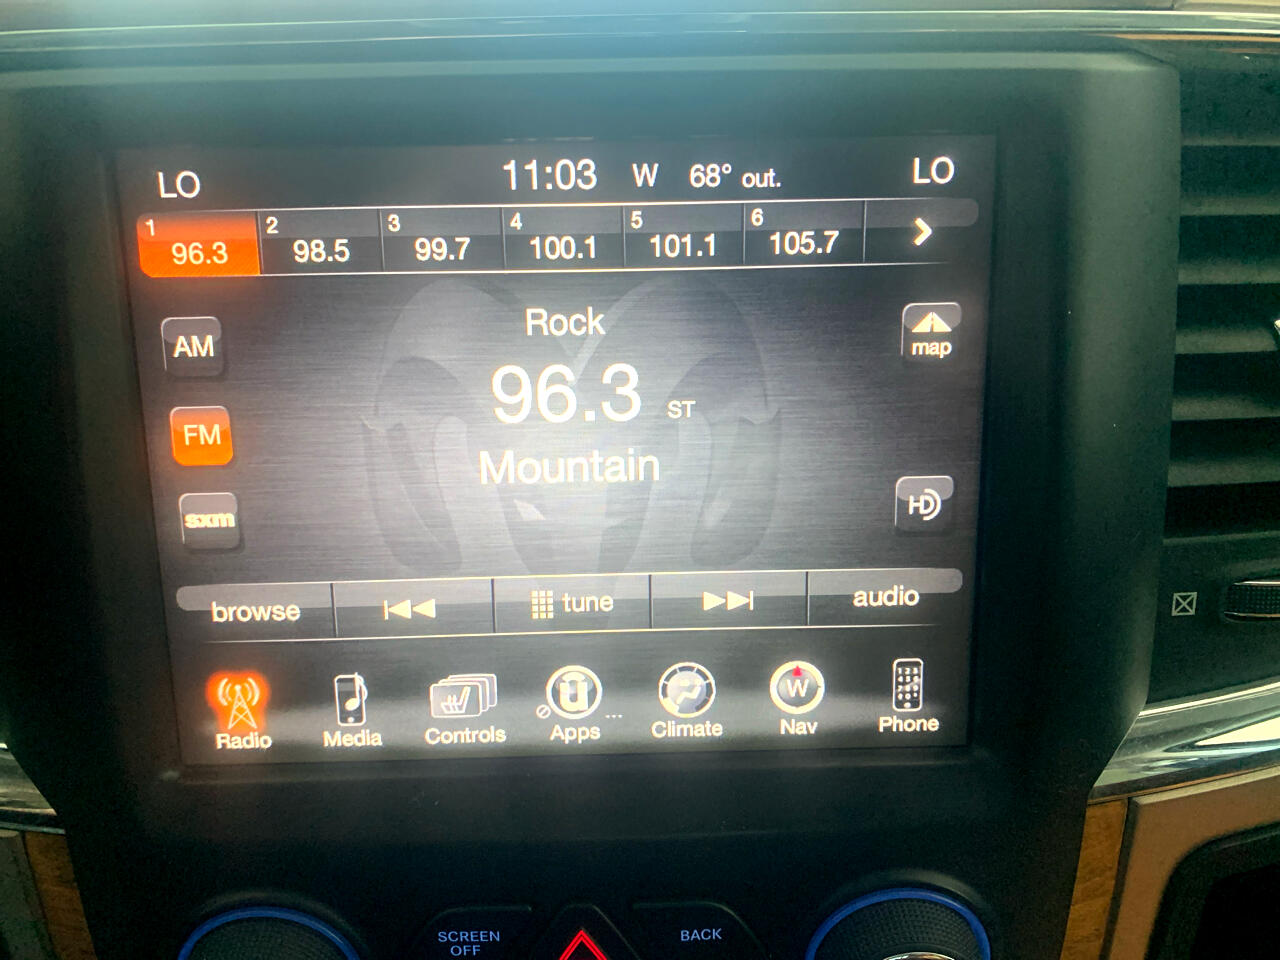 LO 11:03 W 68° out. LO
1 2 3 4 5 6
96.3 98.5 99.7 100.1 101.1 105.7
Rock
AM map
96.3 ST
FM
Mountain
sxm HD
browse tune audio
W
Radio Media Controls Apps Climate Nav Phone
SCREEN OFF BACK